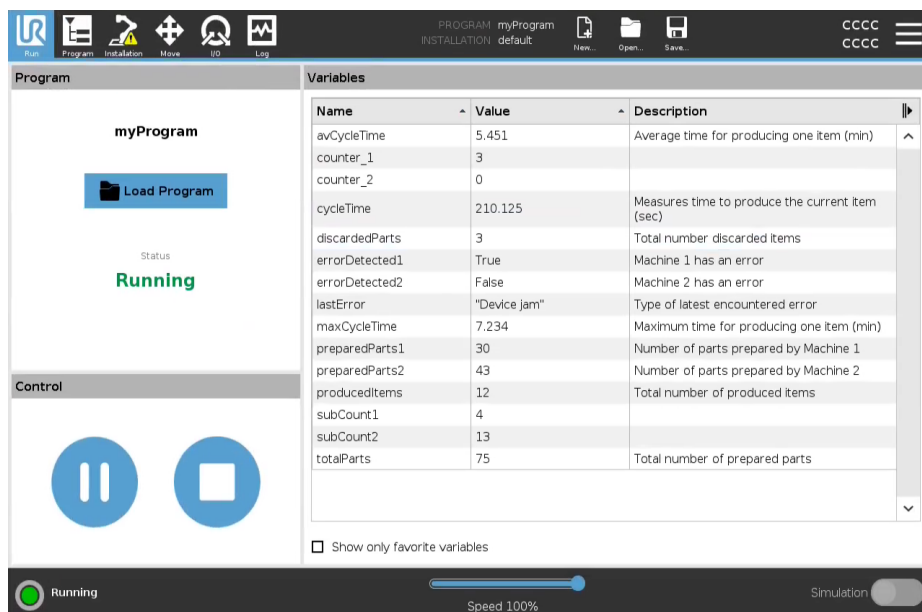 UR
PROGRAM myProgram
INSTALLATION default
CCCC
CCCC
Run Program Installation Move I/O Log New... Open... Save...
Program
myProgram
Load Program
Status
Running
Control
Variables
Name Value Description
avCycleTime 5.451 Average time for producing one item (min)
counter_1 3
counter_2 0
cycleTime 210.125 Measures time to produce the current item
(sec)
discardedParts 3 Total number discarded items
errorDetected1 True Machine 1 has an error
errorDetected2 False Machine 2 has an error
lastError "Device jam" Type of latest encountered error
maxCycleTime 7.234 Maximum time for producing one item (min)
preparedParts1 30 Number of parts prepared by Machine 1
preparedParts2 43 Number of parts prepared by Machine 2
producedItems 12 Total number of produced items
subCount1 4
subCount2 13
totalParts 75 Total number of prepared parts
Show only favorite variables
Running
Speed 100%
Simulation